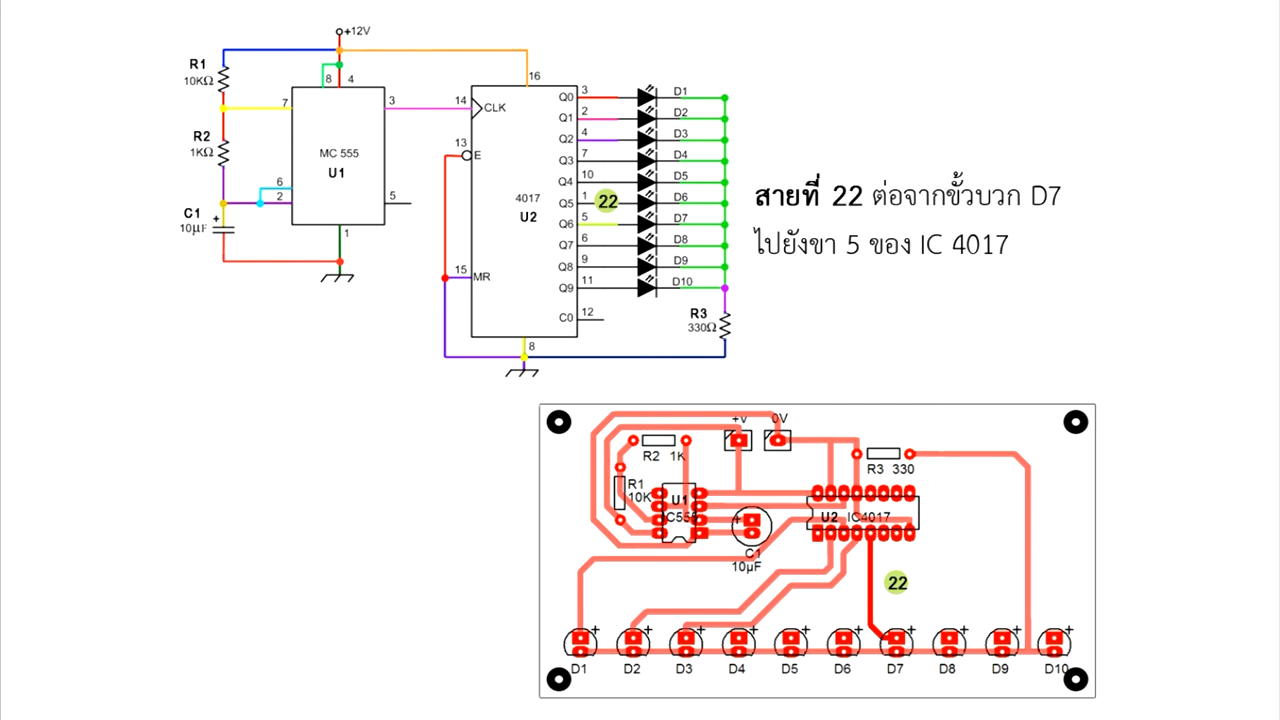 +12V
R1
10KΩ
8 4
7
3
R2
1KΩ
MC 555
U1
6
2
5
C1
+
10µF
1
16
14
CLK
13
E
4017
U2
15
MR
8
Q0 3 D1
Q1 2 D2
Q2 4 D3
Q3 7 D4
Q4 10 D5
Q5 1 22 D6
Q6 5 D7
Q7 6 D8
Q8 9 D9
Q9 11 D10
C0 12
R3
330Ω
สายที่ 22 ต่อจากขั้วบวก D7
ไปยังขา 5 ของ IC 4017
+V 0V
R2 1K
R3 330
R1
10K
U1
IC555
+
C1
10µF
U2 IC4017
22
+ + + + + + + + + +
D1 D2 D3 D4 D5 D6 D7 D8 D9 D10